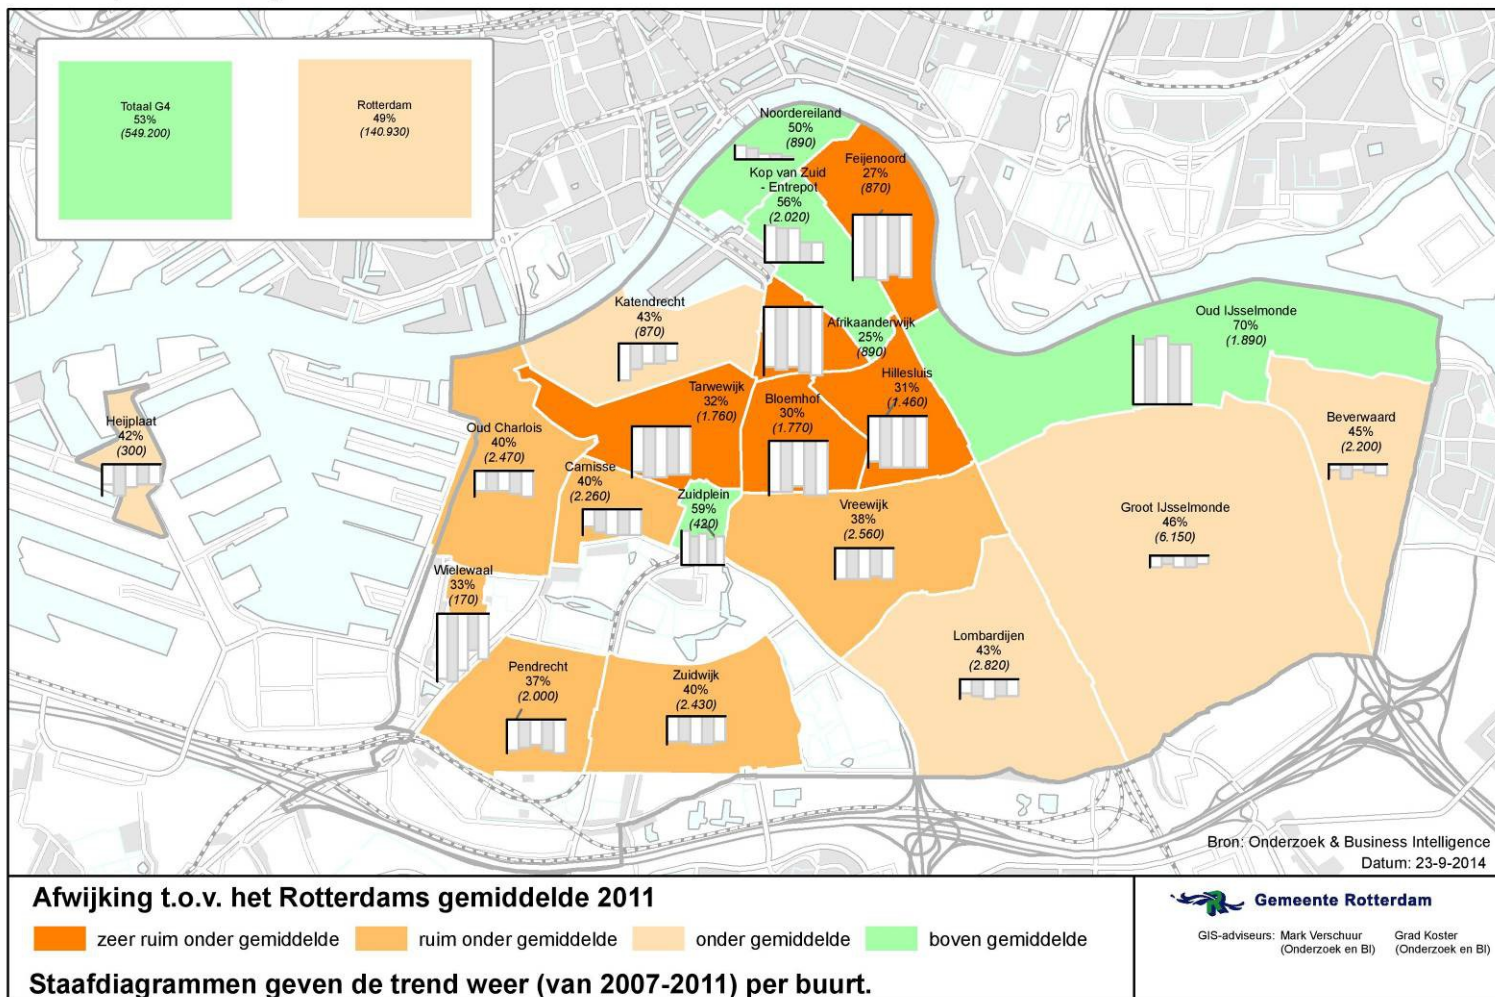 Totaal G4
53%
(549.200)
Rotterdam
49%
(140.930)
Noordereiland
50%
(890)
Feijenoord
27%
(870)
Kop van Zuid
- Entrepot
56%
(2.020)
Katendrecht
43%
(870)
Afrikaanderwijk
25%
(890)
Oud IJsselmonde
70%
(1.890)
Hillesluis
31%
(1.460)
Tarwewijk
32%
(1.760)
Bloemhof
30%
(1.770)
Heijplaat
42%
(300)
Oud Charlois
40%
(2.470)
Beverwaard
45%
(2.200)
Carnisse
40%
(2.260)
Zuidplein
59%
(420)
Vreewijk
38%
(2.560)
Groot IJsselmonde
46%
(6.150)
Wielewaal
33%
(170)
Lombardijen
43%
(2.820)
Pendrecht
37%
(2.000)
Zuidwijk
40%
(2.430)
Bron: Onderzoek & Business Intelligence
Datum: 23-9-2014
Afwijking t.o.v. het Rotterdams gemiddelde 2011
zeer ruim onder gemiddelde
ruim onder gemiddelde
onder gemiddelde
boven gemiddelde
Staafdiagrammen geven de trend weer (van 2007-2011) per buurt.
Gemeente Rotterdam
GIS-adviseurs: Mark Verschuur Grad Koster
(Onderzoek en BI) (Onderzoek en BI)